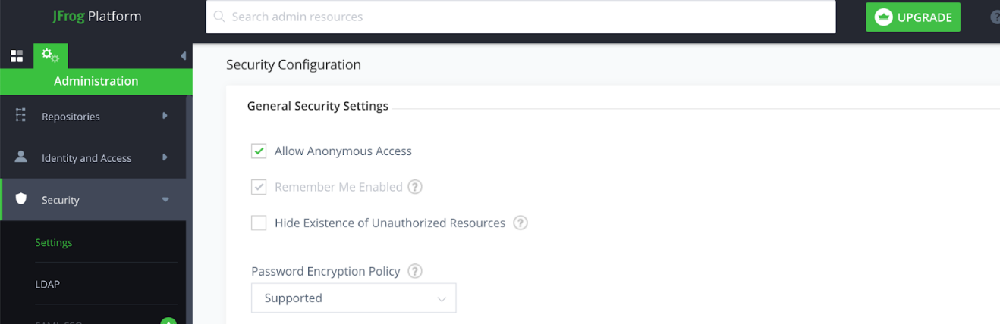 JFrog Platform
Search admin resources
UPGRADE
?
Administration
Repositories
Identity and Access
Security
Settings
LDAP
Security Configuration
General Security Settings
Allow Anonymous Access
Remember Me Enabled ?
Hide Existence of Unauthorized Resources ?
Password Encryption Policy ?
Supported